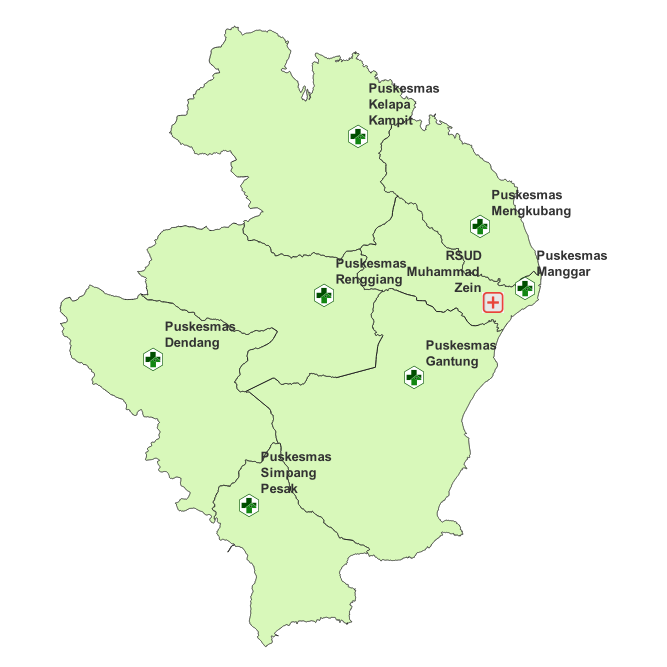 Puskesmas
Kelapa
Kampit
Puskesmas
Mengkubang
RSUD
Muhammad
Zein
Puskesmas
Manggar
Puskesmas
Renggiang
Puskesmas
Dendang
Puskesmas
Gantung
Puskesmas
Simpang
Pesak